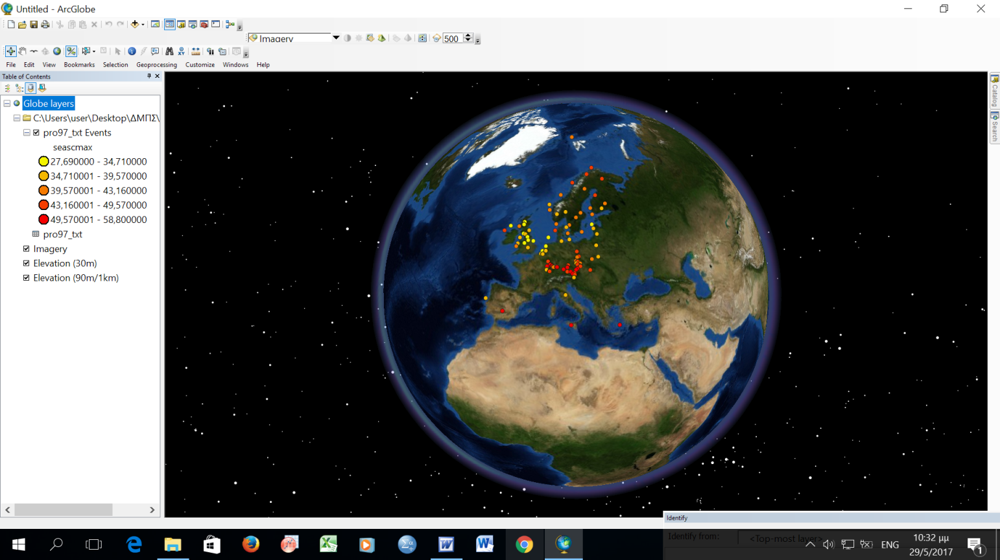 Untitled - ArcGlobe
Imagery
500
File Edit View Bookmarks Selection Geoprocessing Customize Windows Help
Table of Contents
Globe layers
C:\Users\user\Desktop\ΔΜΠΣ\
pro97_txt Events
seascmax
27,690000 - 34,710000
34,710001 - 39,570000
39,570001 - 43,160000
43,160001 - 49,570000
49,570001 - 58,800000
pro97_txt
Imagery
Elevation (30m)
Elevation (90m/1km)
Catalog
Search
Identify
Identify from: <Top-most layer>
ENG
10:32 μμ
29/5/2017
1